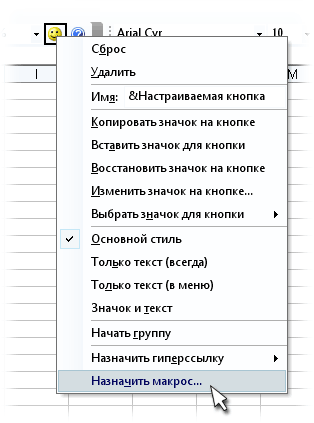 Arial Cyr 10
I M
Сброс
Удалить
Имя: &Настраиваемая кнопка
Копировать значок на кнопке
Вставить значок для кнопки
Восстановить значок на кнопке
Изменить значок на кнопке...
Выбрать значок для кнопки
Основной стиль
Только текст (всегда)
Только текст (в меню)
Значок и текст
Начать группу
Назначить гиперссылку
Назначить макрос...